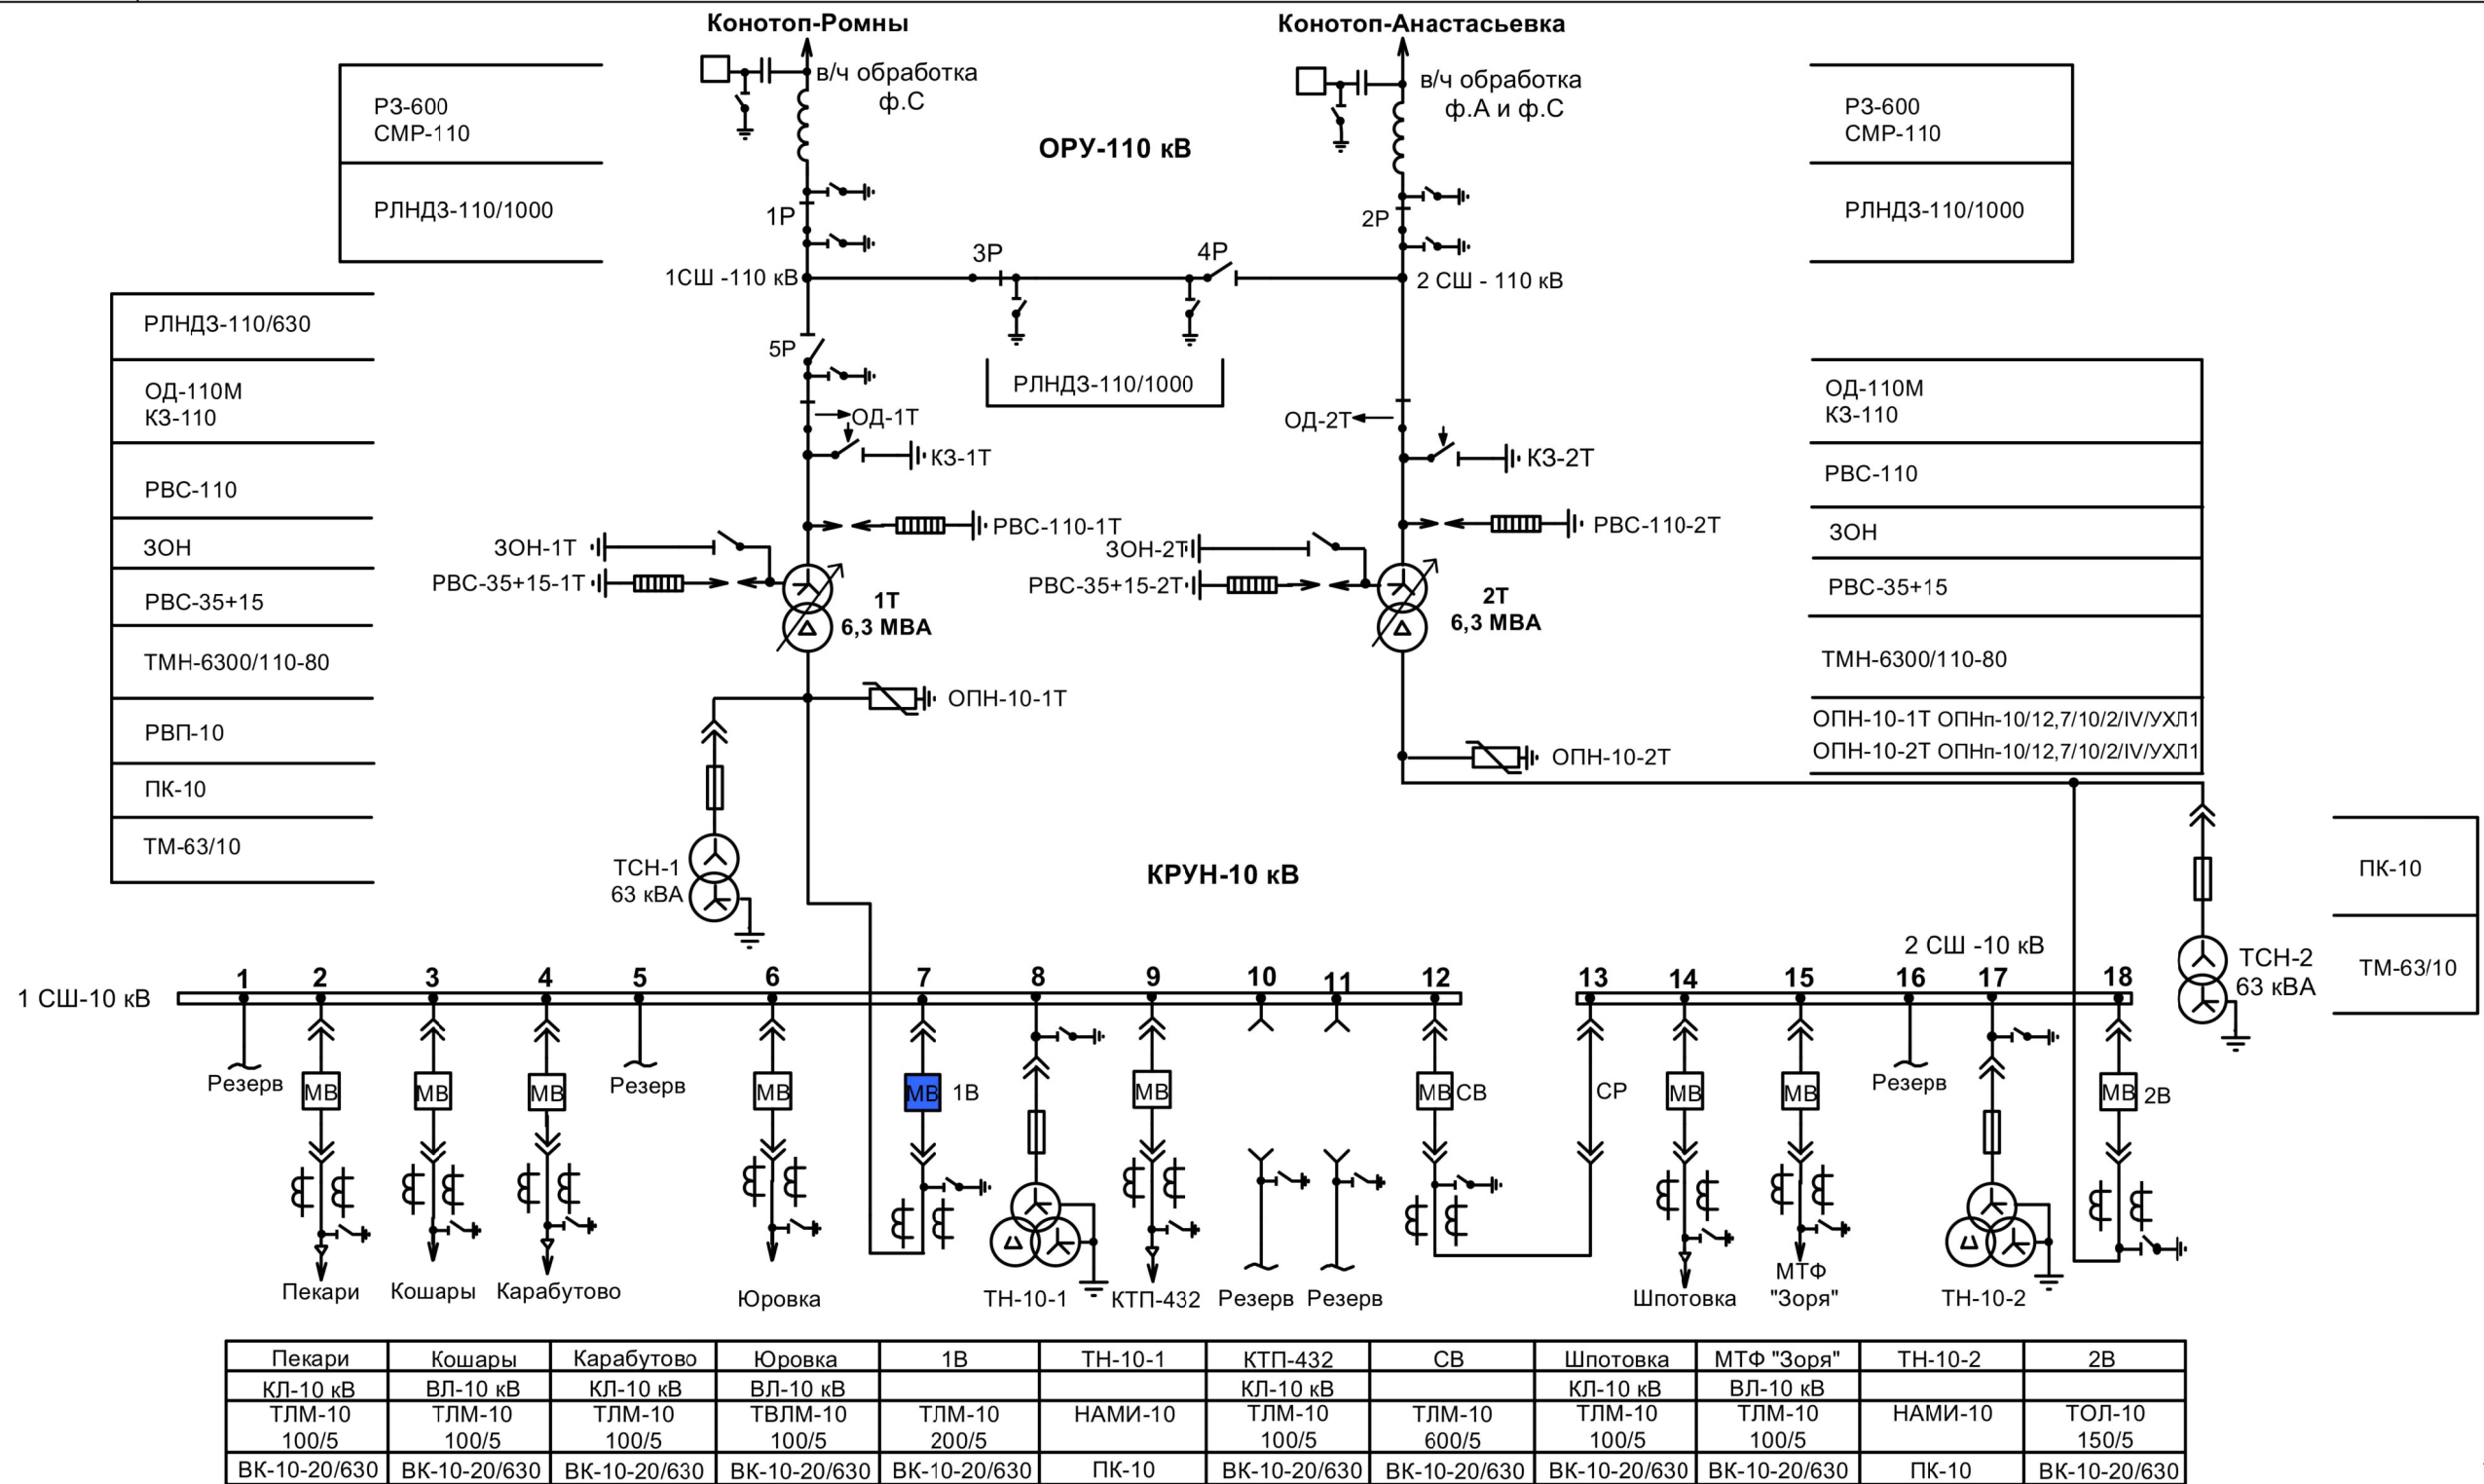 Конотоп-Ромны
Конотоп-Анастасьевка
в/ч обработка
ф.С
в/ч обработка
ф.А и ф.С
РЗ-600
СМР-110
РЛНДЗ-110/1000
ОРУ-110 кВ
РЗ-600
СМР-110
РЛНДЗ-110/1000
1Р
2Р
3Р
4Р
1СШ -110 кВ
2 СШ - 110 кВ
5Р
РЛНДЗ-110/1000
РЛНДЗ-110/630
ОД-110М
КЗ-110
РВС-110
ЗОН
РВС-35+15
ТМН-6300/110-80
РВП-10
ПК-10
ТМ-63/10
ОД-1Т
КЗ-1Т
РВС-110-1Т
ЗОН-1Т
РВС-35+15-1Т
1Т
6,3 МВА
ОПН-10-1Т
ОД-2Т
КЗ-2Т
РВС-110-2Т
ЗОН-2Т
РВС-35+15-2Т
2Т
6,3 МВА
ОПН-10-2Т
ОД-110М
КЗ-110
РВС-110
ЗОН
РВС-35+15
ТМН-6300/110-80
ОПН-10-1Т ОПНп-10/12,7/10/2/IV/УХЛ1
ОПН-10-2Т ОПНп-10/12,7/10/2/IV/УХЛ1
ТСН-1
63 кВА
КРУН-10 кВ
ПК-10
ТМ-63/10
ТСН-2
63 кВА
2 СШ -10 кВ
1 СШ-10 кВ
1 2 3 4 5 6 7 8 9 10 11 12 13 14 15 16 17 18
Резерв МВ МВ МВ Резерв МВ МВ 1В МВ МВ СВ СР МВ МВ Резерв МВ 2В
Пекари Кошары Карабутово Юровка ТН-10-1 КТП-432 Резерв Резерв Шпотовка МТФ "Зоря" ТН-10-2
Пекари Кошары Карабутово Юровка 1В ТН-10-1 КТП-432 СВ Шпотовка МТФ "Зоря" ТН-10-2 2В
КЛ-10 кВ ВЛ-10 кВ КЛ-10 кВ ВЛ-10 кВ КЛ-10 кВ КЛ-10 кВ ВЛ-10 кВ
ТЛМ-10 ТЛМ-10 ТЛМ-10 ТВЛМ-10 ТЛМ-10 НАМИ-10 ТЛМ-10 ТЛМ-10 ТЛМ-10 ТЛМ-10 НАМИ-10 ТОЛ-10
100/5 100/5 100/5 100/5 200/5 100/5 600/5 100/5 100/5 150/5
ВК-10-20/630 ВК-10-20/630 ВК-10-20/630 ВК-10-20/630 ВК-10-20/630 ПК-10 ВК-10-20/630 ВК-10-20/630 ВК-10-20/630 ВК-10-20/630 ПК-10 ВК-10-20/630